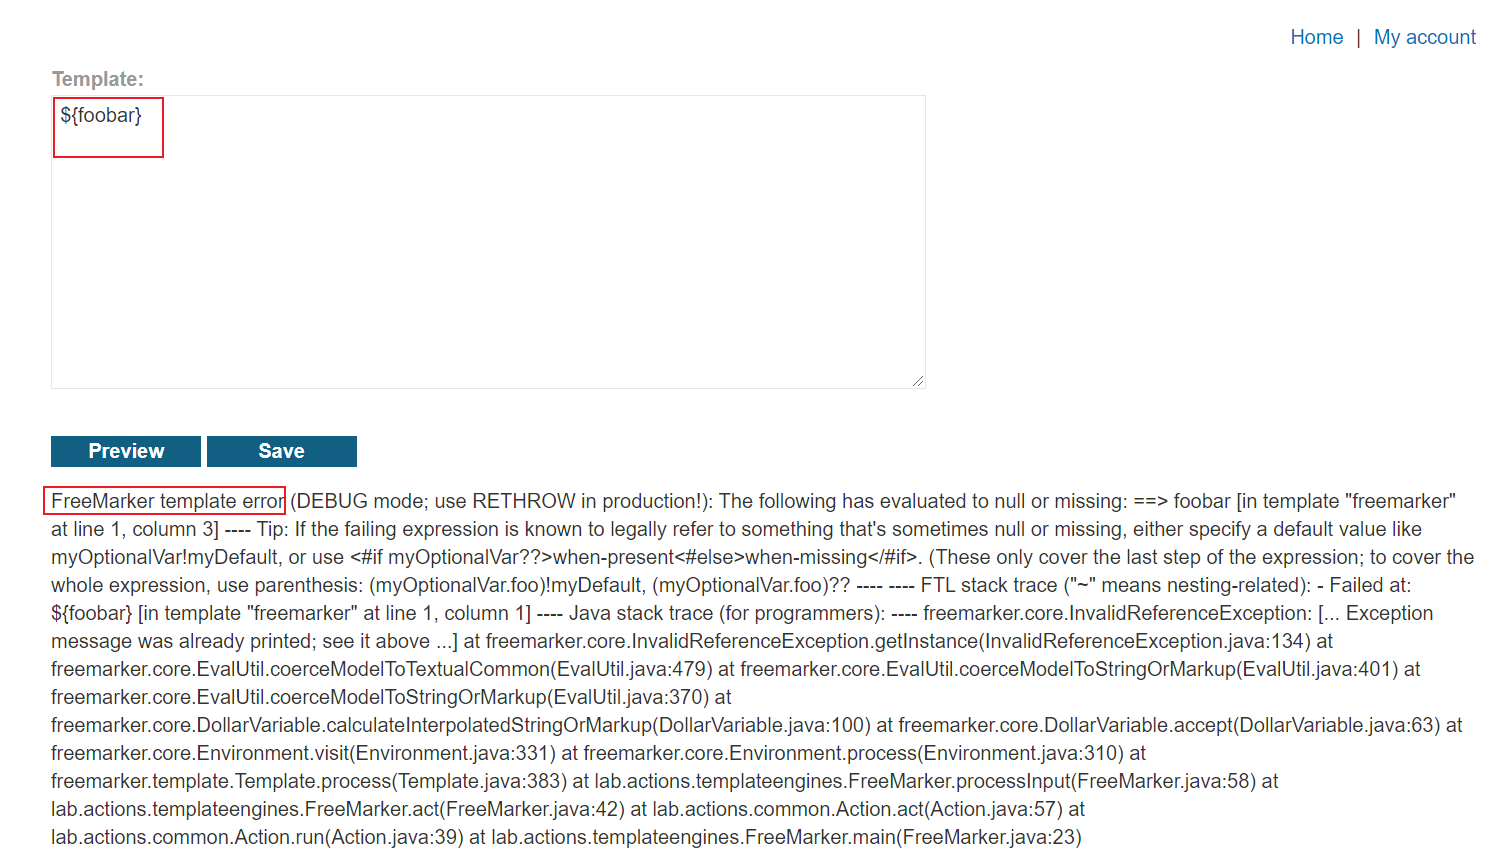 Home | My account
Template:
${foobar}
Preview Save
FreeMarker template error (DEBUG mode; use RETHROW in production!): The following has evaluated to null or missing: ==> foobar [in template "freemarker"
at line 1, column 3] ---- Tip: If the failing expression is known to legally refer to something that's sometimes null or missing, either specify a default value like
myOptionalVar!myDefault, or use <#if myOptionalVar??>when-present<#else>when-missing</#if>. (These only cover the last step of the expression; to cover the
whole expression, use parenthesis: (myOptionalVar.foo)!myDefault, (myOptionalVar.foo)?? ---- ---- FTL stack trace ("~" means nesting-related): - Failed at:
${foobar} [in template "freemarker" at line 1, column 1] ---- Java stack trace (for programmers): ---- freemarker.core.InvalidReferenceException: [... Exception
message was already printed; see it above ...] at freemarker.core.InvalidReferenceException.getInstance(InvalidReferenceException.java:134) at
freemarker.core.EvalUtil.coerceModelToTextualCommon(EvalUtil.java:479) at freemarker.core.EvalUtil.coerceModelToStringOrMarkup(EvalUtil.java:401) at
freemarker.core.EvalUtil.coerceModelToStringOrMarkup(EvalUtil.java:370) at
freemarker.core.DollarVariable.calculateInterpolatedStringOrMarkup(DollarVariable.java:100) at freemarker.core.DollarVariable.accept(DollarVariable.java:63) at
freemarker.core.Environment.visit(Environment.java:331) at freemarker.core.Environment.process(Environment.java:310) at
freemarker.template.Template.process(Template.java:383) at lab.actions.templateengines.FreeMarker.processInput(FreeMarker.java:58) at
lab.actions.templateengines.FreeMarker.act(FreeMarker.java:42) at lab.actions.common.Action.act(Action.java:57) at
lab.actions.common.Action.run(Action.java:39) at lab.actions.templateengines.FreeMarker.main(FreeMarker.java:23)